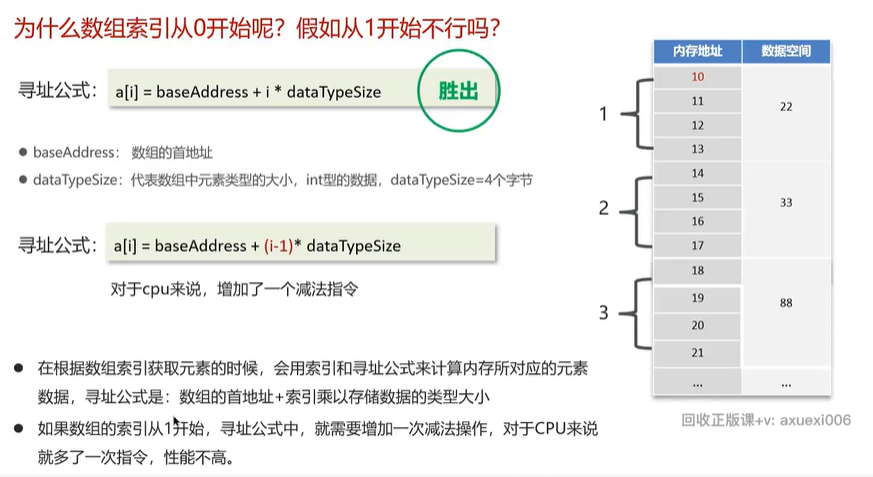 为什么数组索引从0开始呢？假如从1开始不行吗？
寻址公式：
a[i] = baseAddress + i * dataTypeSize
胜出
baseAddress： 数组的首地址
dataTypeSize：代表数组中元素类型的大小，int型的数据，dataTypeSize=4个字节
寻址公式：
a[i] = baseAddress + (i-1)* dataTypeSize
对于cpu来说，增加了一个减法指令
在根据数组索引获取元素的时候，会用索引和寻址公式来计算内存所对应的元素
数据，寻址公式是：数组的首地址+索引乘以存储数据的类型大小
如果数组的索引从1开始，寻址公式中，就需要增加一次减法操作，对于CPU来说
就多了一次指令，性能不高。
内存地址 数据空间
10
11
22
1
12
13
14
15
33
2
16
17
18
19
88
3
20
21
... ...
回收正版课+v: axuexi006